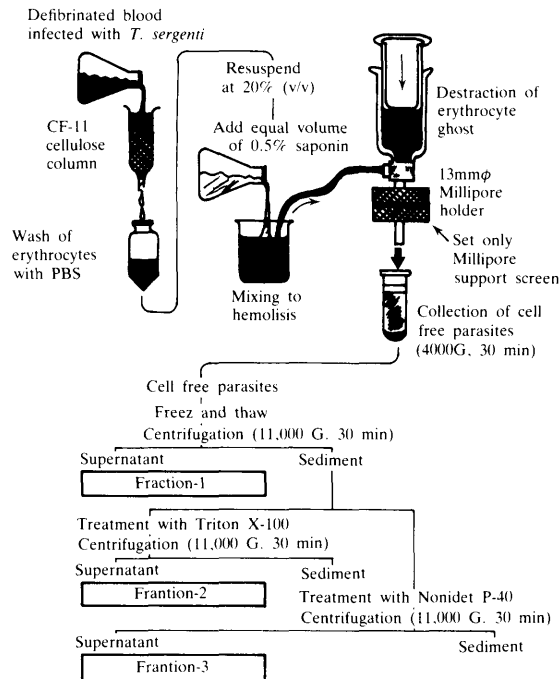 Defibrinated blood
infected with T. sergenti
CF-11
cellulose
column
Wash of
erythrocytes
with PBS
Resuspend
at 20% (v/v)
Add equal volume
of 0.5% saponin
Mixing to
hemolisis
Destraction of
erythrocyte
ghost
13mmφ
Millipore
holder
Set only
Millipore
support screen
Collection of cell
free parasites
(4000G, 30 min)
Cell free parasites
Freez and thaw
Centrifugation (11,000 G. 30 min)
Supernatant
Sediment
Fraction-1
Treatment with Triton X-100
Centrifugation (11,000 G. 30 min)
Supernatant
Sediment
Frantion-2
Treatment with Nonidet P-40
Centrifugation (11,000 G. 30 min)
Supernatant
Sediment
Frantion-3